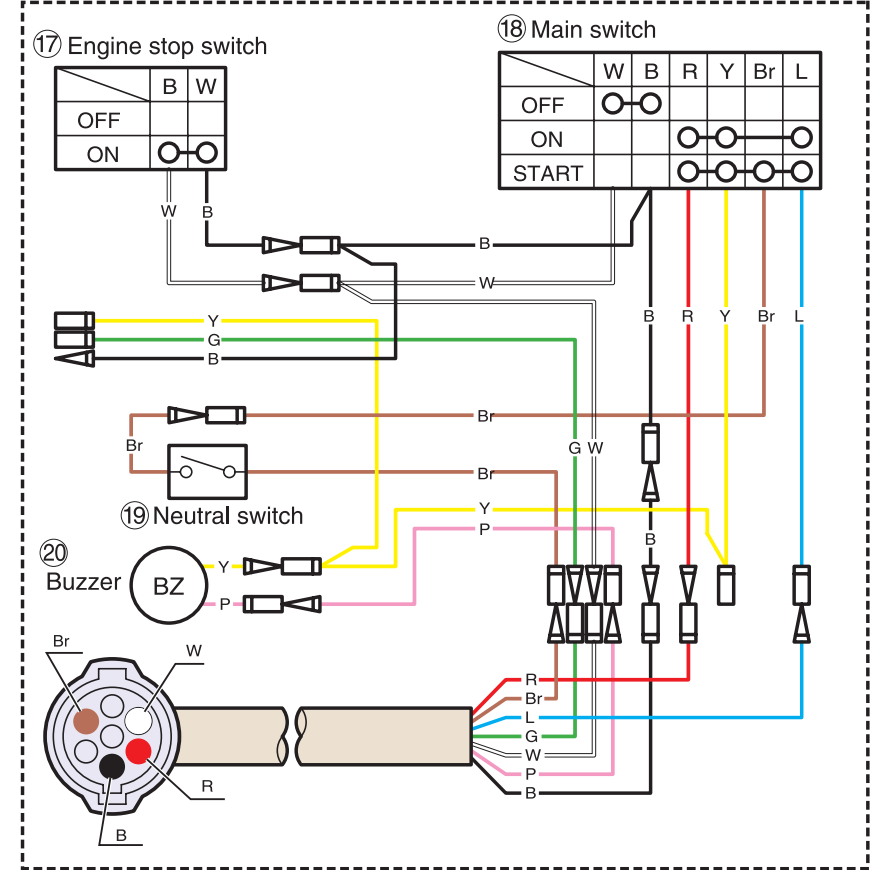 ⑰ Engine stop switch
B W
OFF
ON
W B
⑱ Main switch
W B R Y Br L
OFF
ON
START
B
W
B R Y Br L
Y
G
B
Br
Br
G W
Br
⑲ Neutral switch
Y
P
B
⑳
Buzzer
BZ
Y
P
Br
W
R
B
R
Br
L
G
W
P
B